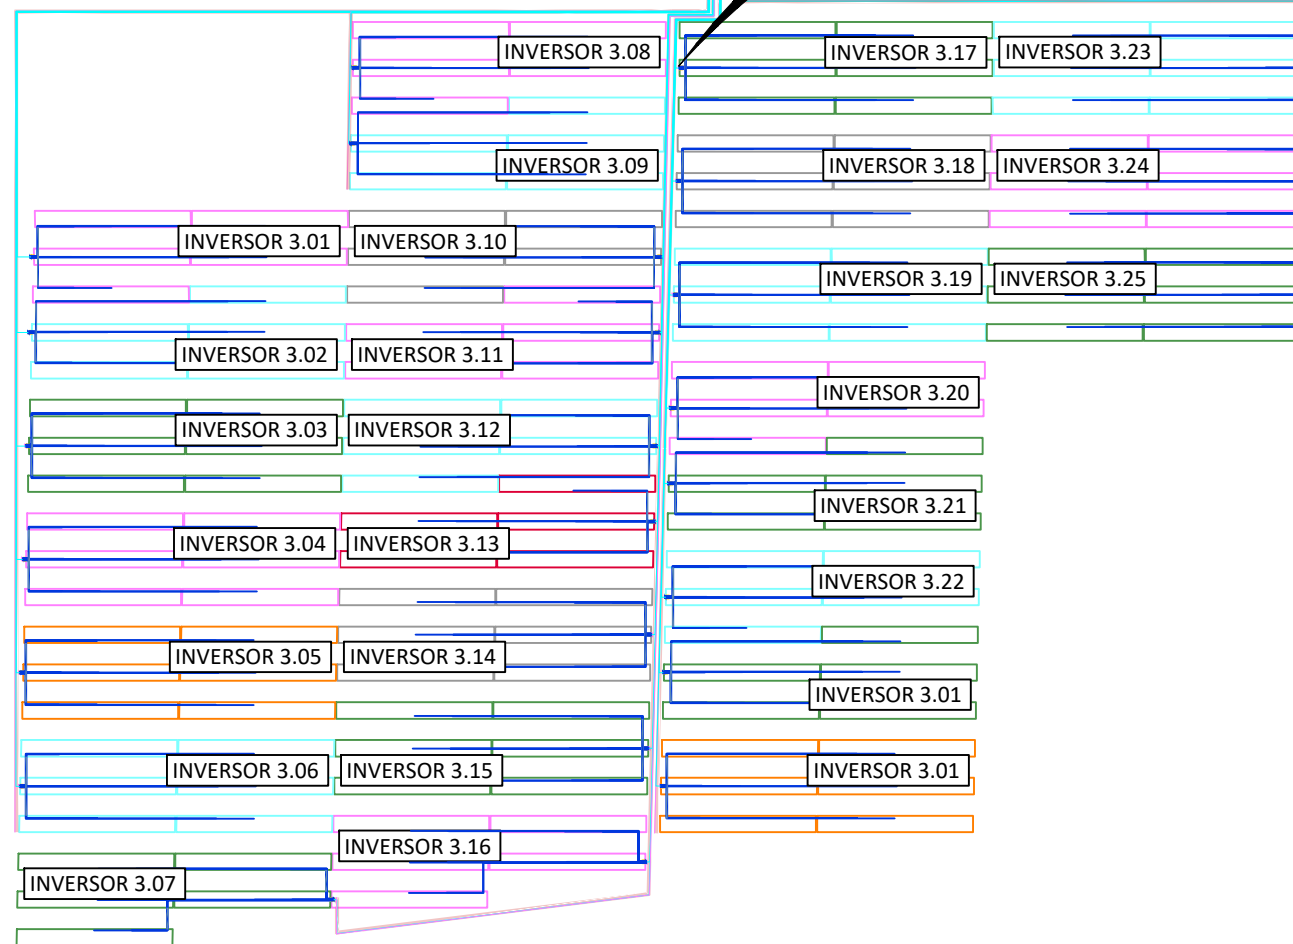 INVERSOR 3.08
INVERSOR 3.17
INVERSOR 3.23
INVERSOR 3.09
INVERSOR 3.18
INVERSOR 3.24
INVERSOR 3.01
INVERSOR 3.10
INVERSOR 3.19
INVERSOR 3.25
INVERSOR 3.02
INVERSOR 3.11
INVERSOR 3.20
INVERSOR 3.03
INVERSOR 3.12
INVERSOR 3.21
INVERSOR 3.04
INVERSOR 3.13
INVERSOR 3.22
INVERSOR 3.05
INVERSOR 3.14
INVERSOR 3.01
INVERSOR 3.06
INVERSOR 3.15
INVERSOR 3.01
INVERSOR 3.16
INVERSOR 3.07